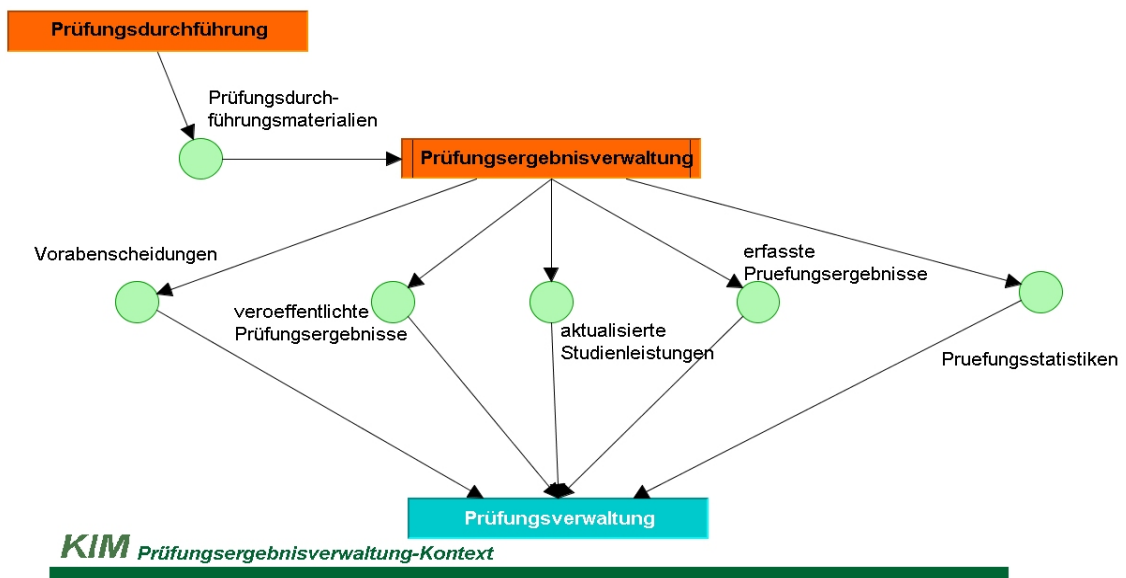 Prüfungsdurchführung
Prüfungsdurch-
führungsmaterialien
Prüfungsergebnisverwaltung
Vorabenscheidungen
veroeffentlichte
Prüfungsergebnisse
aktualisierte
Studienleistungen
erfasste
Pruefungsergebnisse
Pruefungsstatistiken
Prüfungsverwaltung
KIM Prüfungsergebnisverwaltung-Kontext